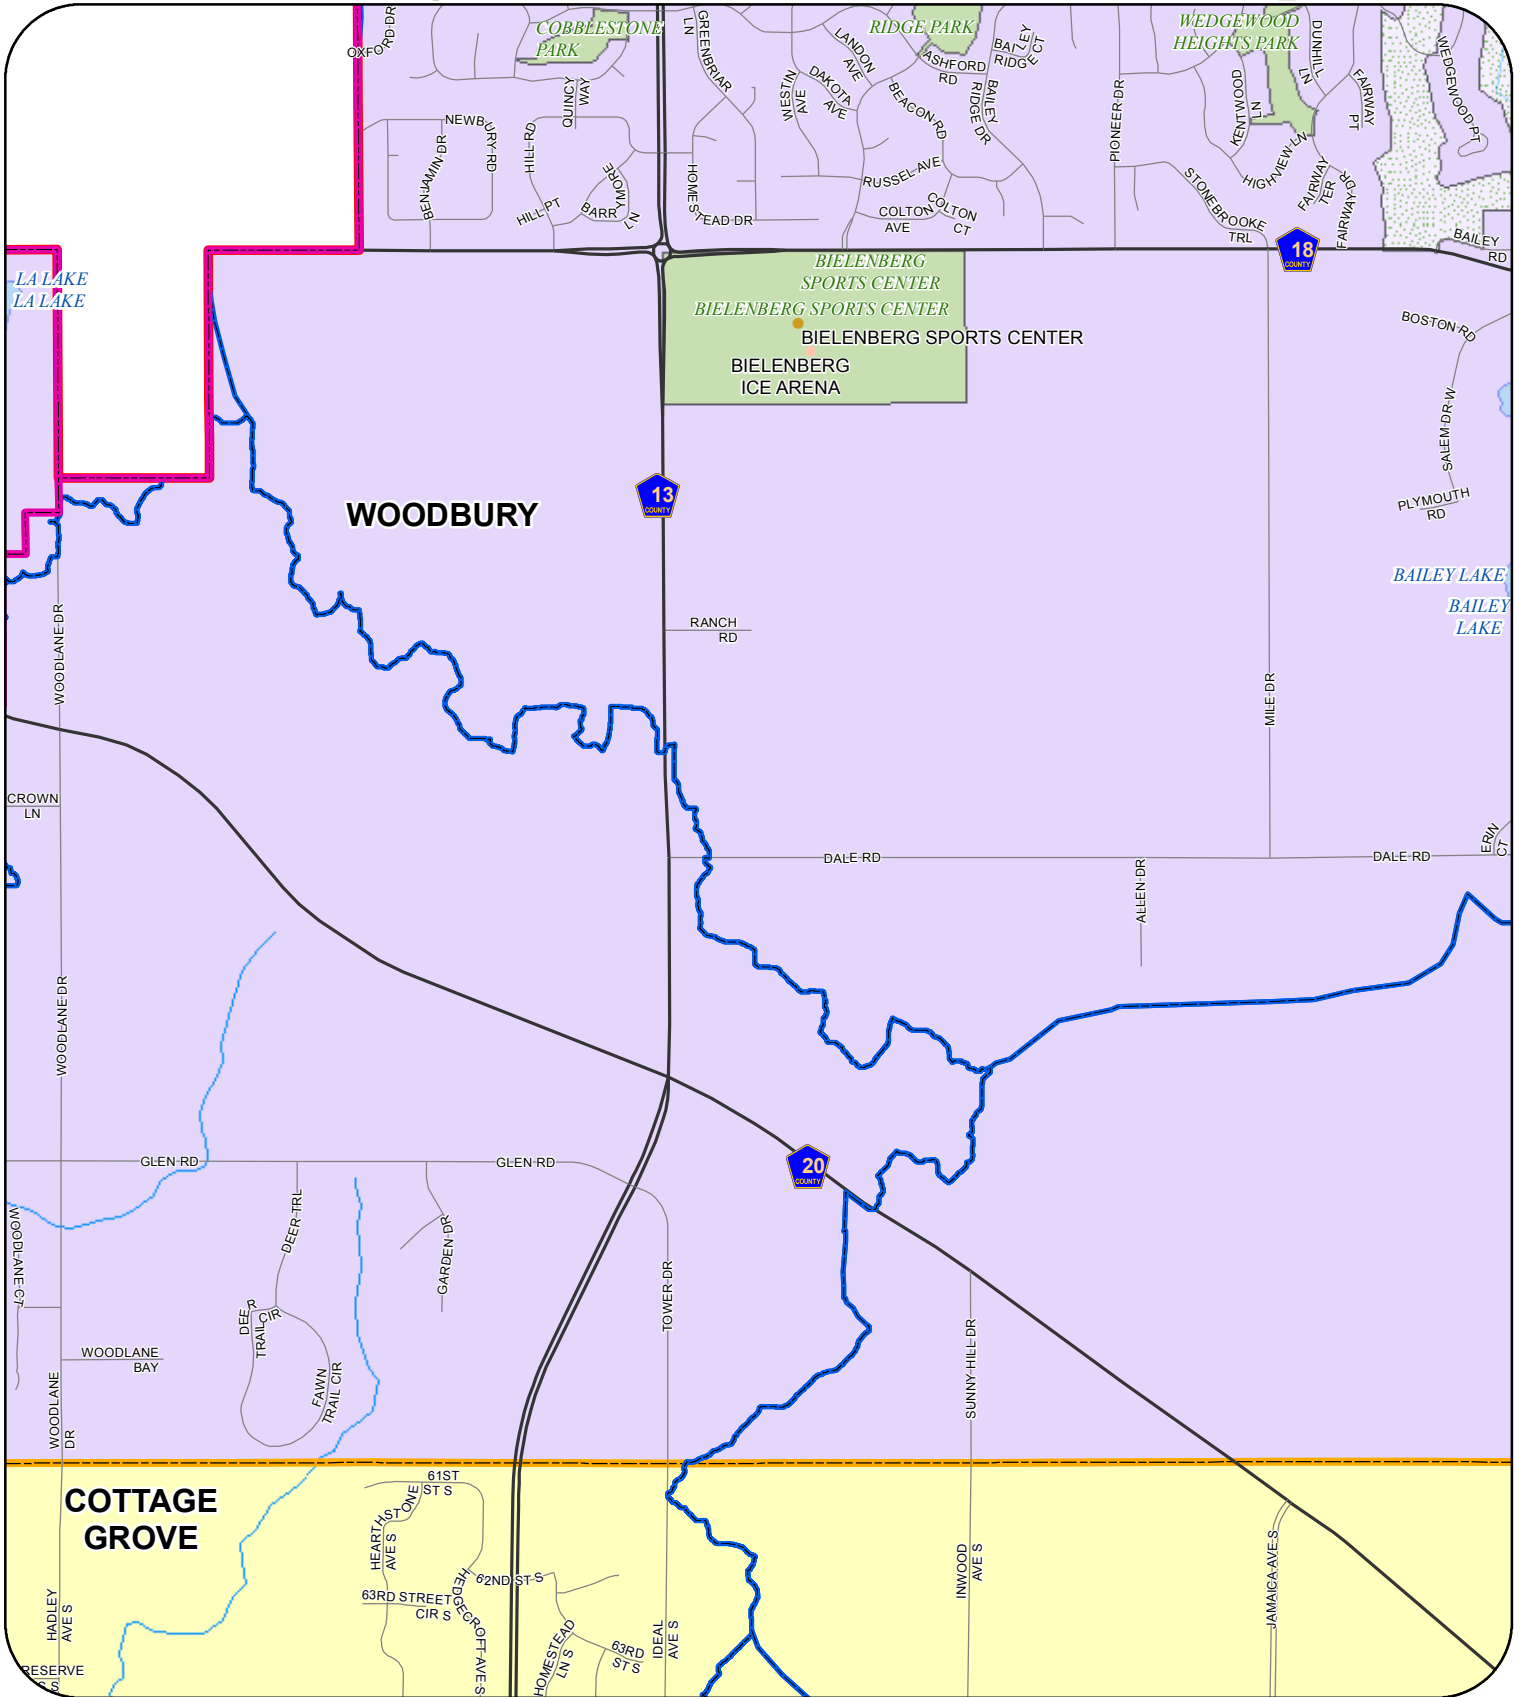 OXFORD DR
COBBLESTONE
PARK
GREENBRIAR
LN
RIDGE PARK
WEDGEWOOD
HEIGHTS PARK
LANDON
AVE
BAILEY
RIDGE CT
ASHFORD
RD
DUNHILL
LN
WEDGEWOOD PT
QUINCY
WAY
WESTIN
AVE
DAKOTA
AVE
BEACON RD
BAILEY
RIDGE DR
PIONEER DR
KENTWOOD
LN
FAIRWAY
PT
NEWBURY RD
BENJAMIN DR
HILL RD
HILL PT
BARRYMORE
LN
HOMESTEAD DR
RUSSEL AVE
COLTON
AVE
COLTON
CT
STONEBROOKE
TRL
HIGHVIEW LN
FAIRWAY
TER
FAIRWAY DR
18
COUNTY
BAILEY
RD
LA LAKE
LA LAKE
BIELENBERG
SPORTS CENTER
BIELENBERG SPORTS CENTER
BIELENBERG SPORTS CENTER
BIELENBERG
ICE ARENA
BOSTON RD
SALEM DR W
PLYMOUTH
RD
WOODBURY
13
COUNTY
BAILEY LAKE
BAILEY
LAKE
RANCH
RD
WOODLANE DR
MILE DR
CROWN
LN
DALE RD
DALE RD
ERIN
CT
ALLEN DR
WOODLANE DR
GLEN RD
GLEN RD
20
COUNTY
WOODLANE CT
DEER TRL
GARDEN DR
TOWER DR
DEER
TRAIL
CIR
WOODLANE
BAY
FAWN
TRAIL CIR
SUNNY HILL DR
WOODLANE
DR
COTTAGE
GROVE
61ST
ST S
HEARTHSTONE
AVE S
62ND ST S
63RD STREET
CIR S
HEDGECROFT AVE S
HADLEY
AVE S
HOMESTEAD
LN S
63RD
ST S
IDEAL
AVE S
INWOOD
AVE S
JAMAICA AVE S
RESERVE